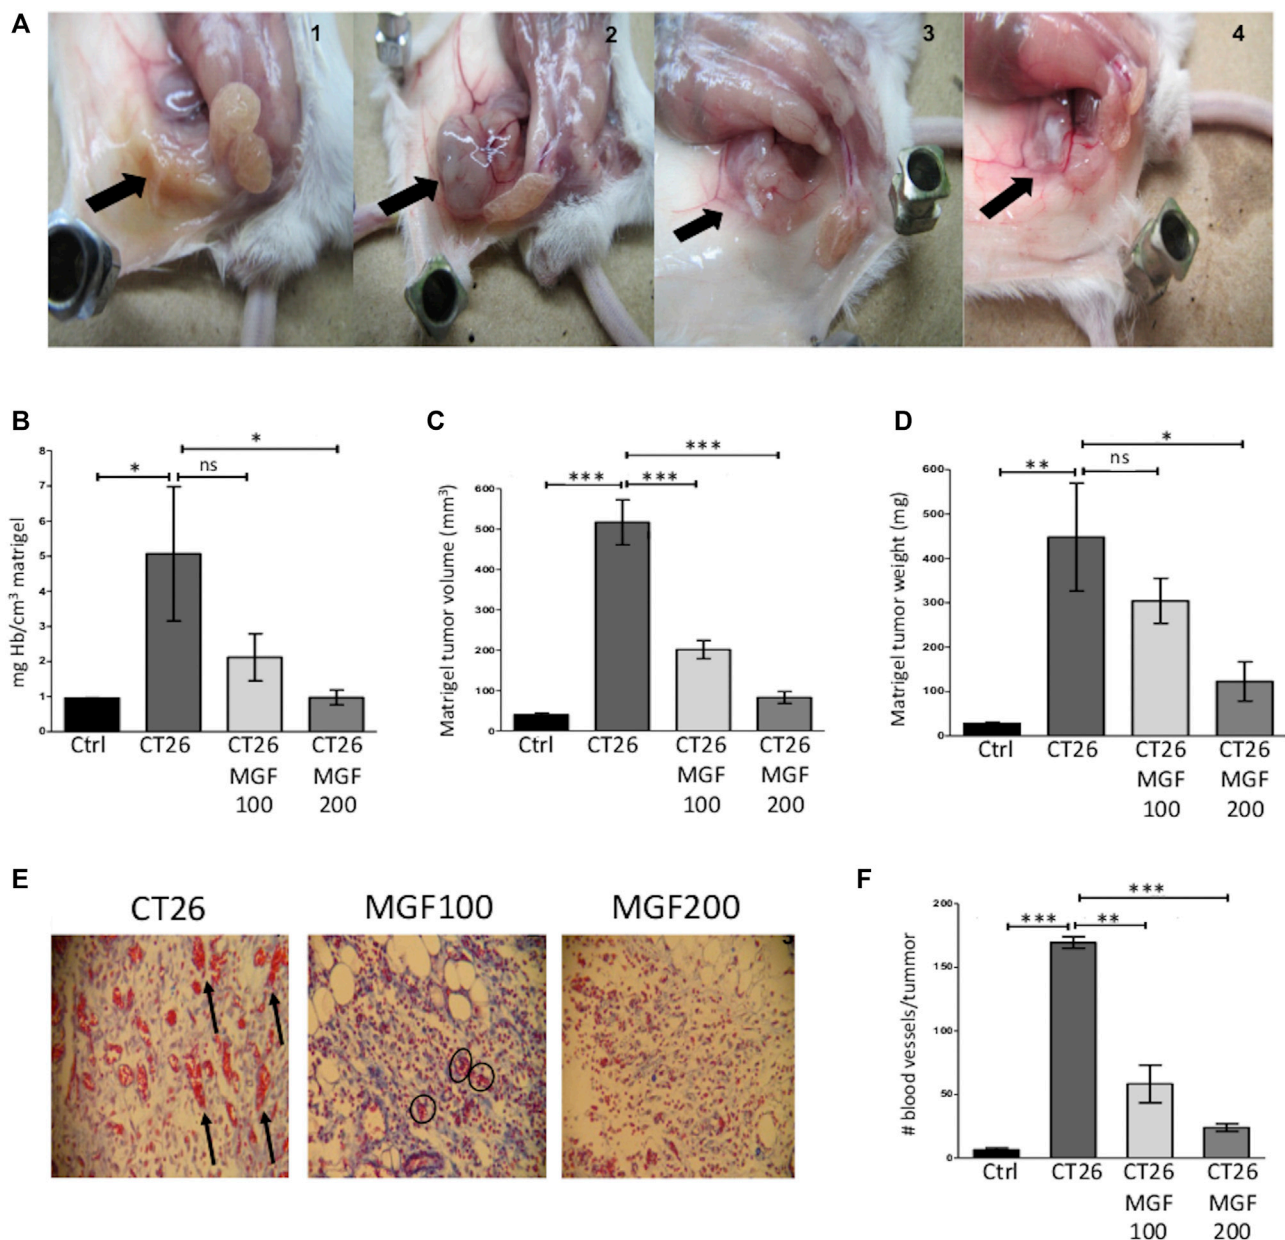 A
1
2
3
4
B
mg Hb/cm³ matrigel
8
7
6
5
4
3
2
1
0
*
ns
*
Ctrl
CT26
CT26
MGF
100
CT26
MGF
200
C
Matrigel tumor volume (mm³)
600
500
400
300
200
100
0
***
***
***
Ctrl
CT26
CT26
MGF
100
CT26
MGF
200
D
Matrigel tumor weight (mg)
600
500
400
300
200
100
0
**
ns
*
Ctrl
CT26
CT26
MGF
100
CT26
MGF
200
E
CT26
MGF100
MGF200
F
# blood vessels/tummor
200
150
100
50
0
***
**
***
Ctrl
CT26
CT26
MGF
100
CT26
MGF
200